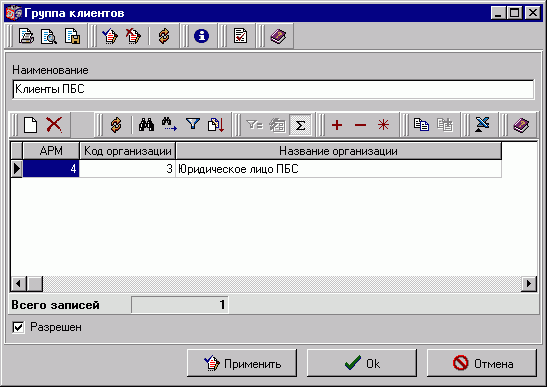 Группа клиентов
Наименование
Клиенты ПБС
АРМ Код организации Название организации
4 3 Юридическое лицо ПБС
Всего записей 1
Разрешен
Применить Ok Отмена